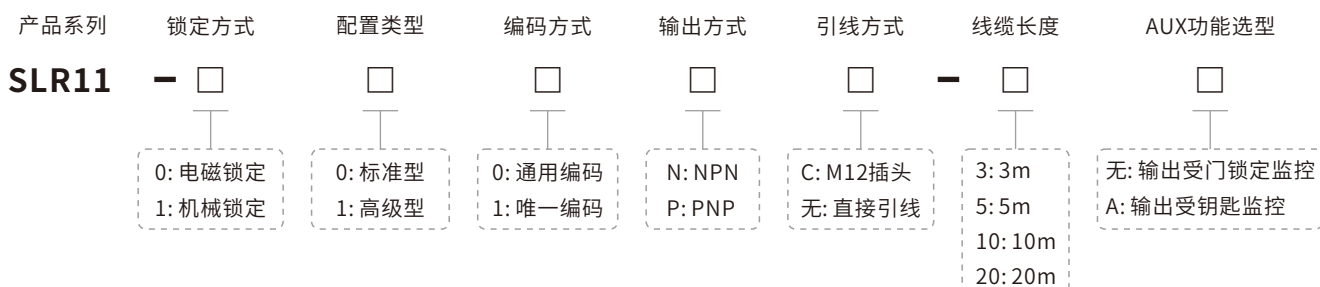 产品系列 锁定方式 配置类型 编码方式 输出方式 引线方式 线缆长度 AUX功能选型
SLR11 - □ □ □ □ □ - □ □
0: 电磁锁定 0: 标准型 0: 通用编码 N: NPN C: M12插头 3: 3m 无: 输出受门锁定监控
1: 机械锁定 1: 高级型 1: 唯一编码 P: PNP 无: 直接引线 5: 5m A: 输出受钥匙监控
10: 10m
20: 20m